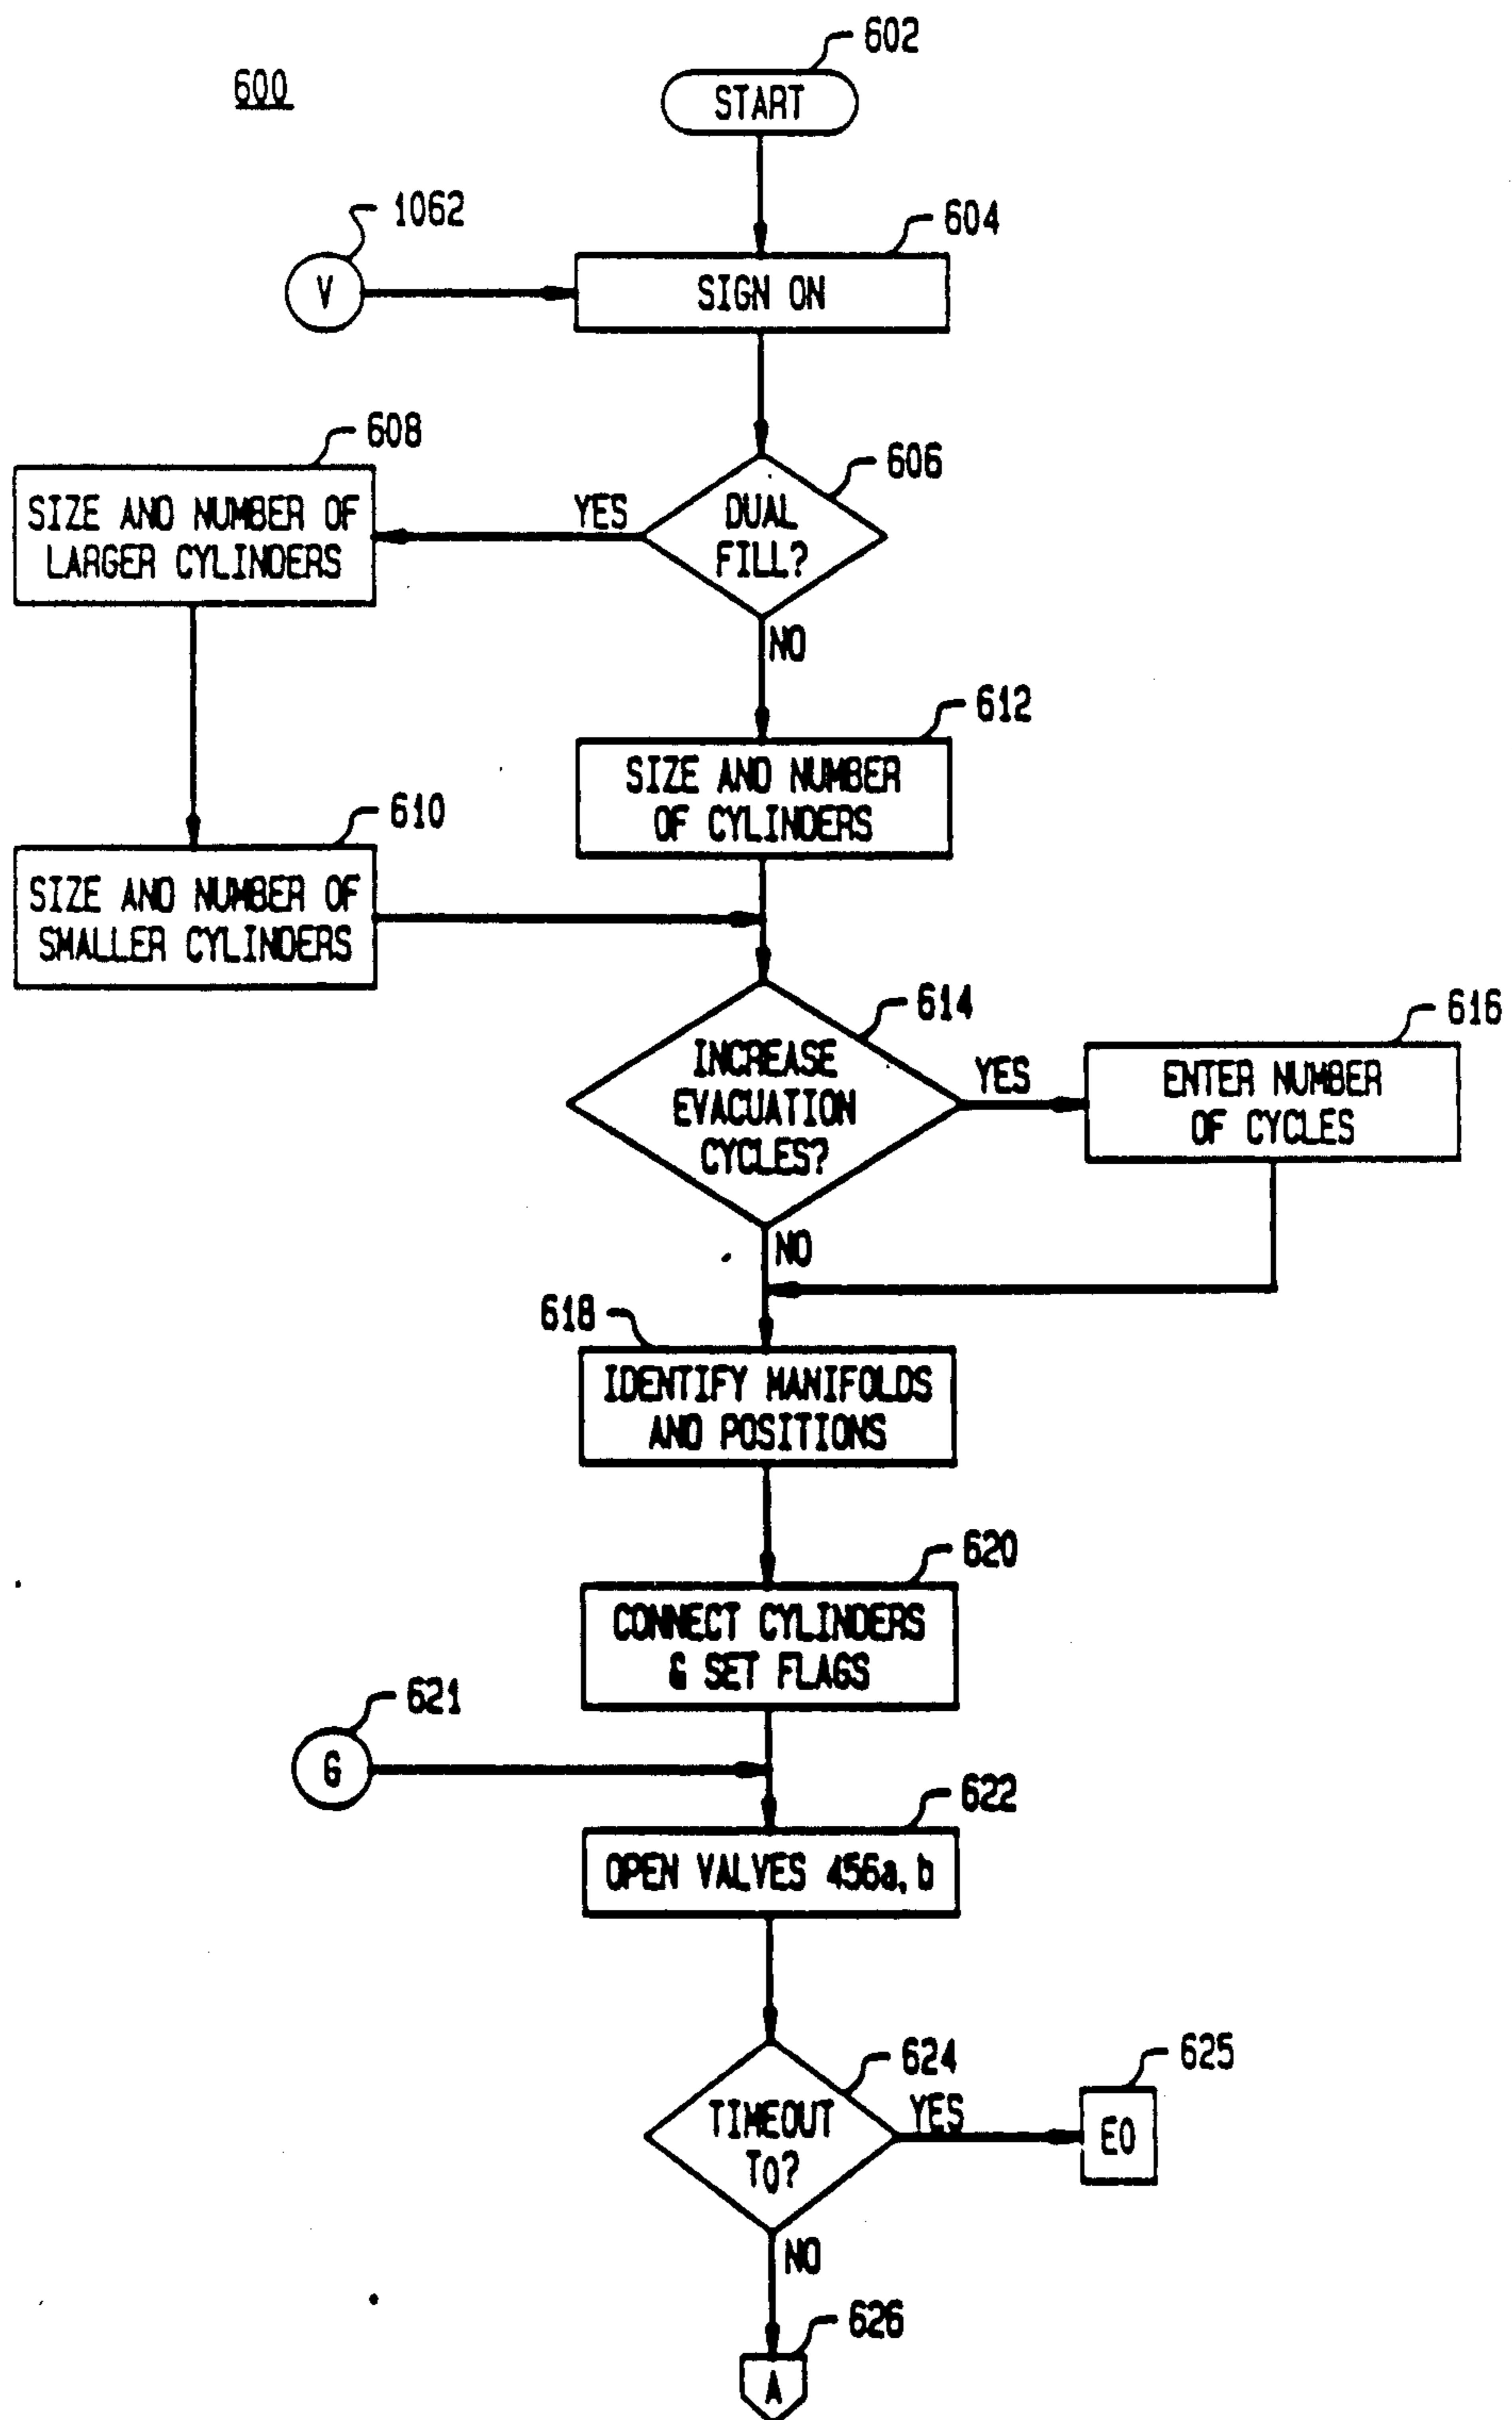 602
600
START
1062
604
V
SIGN ON
608
606
SIZE AND NUMBER OF
LARGER CYLINDERS
YES
DUAL
FILL?
NO
612
SIZE AND NUMBER
OF CYLINDERS
610
SIZE AND NUMBER OF
SMALLER CYLINDERS
614
616
INCREASE
EVACUATION
CYCLES?
YES
ENTER NUMBER
OF CYCLES
NO
618
IDENTIFY MANIFOLDS
AND POSITIONS
620
CONNECT CYLINDERS
& SET FLAGS
621
G
622
OPEN VALVES 456a, b
624
625
TIMEOUT
T0?
YES
E0
NO
626
A